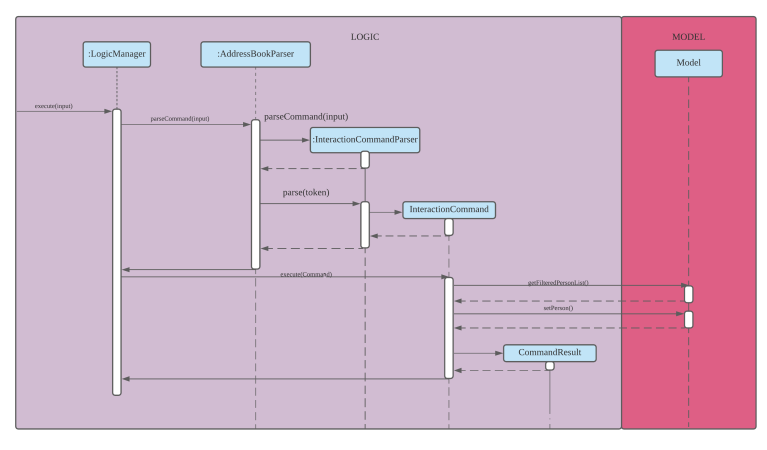 LOGIC
MODEL
:LogicManager
:AddressBookParser
Model
execute(input)
parseCommand(input)
parseCommand(input)
:InteractionCommandParser
parse(token)
InteractionCommand
execute(Command)
getFilteredPersonList()
setPerson()
CommandResult